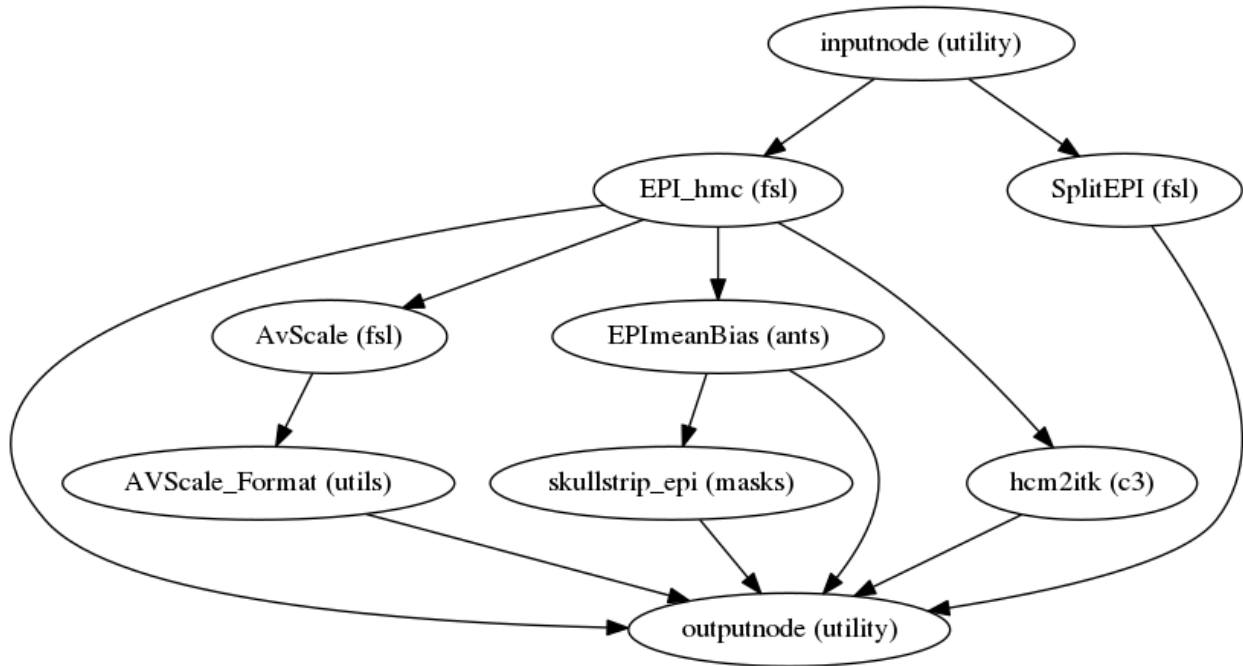 inputnode (utility)
EPI_hmc (fsl)
SplitEPI (fsl)
AvScale (fsl)
EPImeanBias (ants)
AVScale_Format (utils)
skullstrip_epi (masks)
hcm2itk (c3)
outputnode (utility)